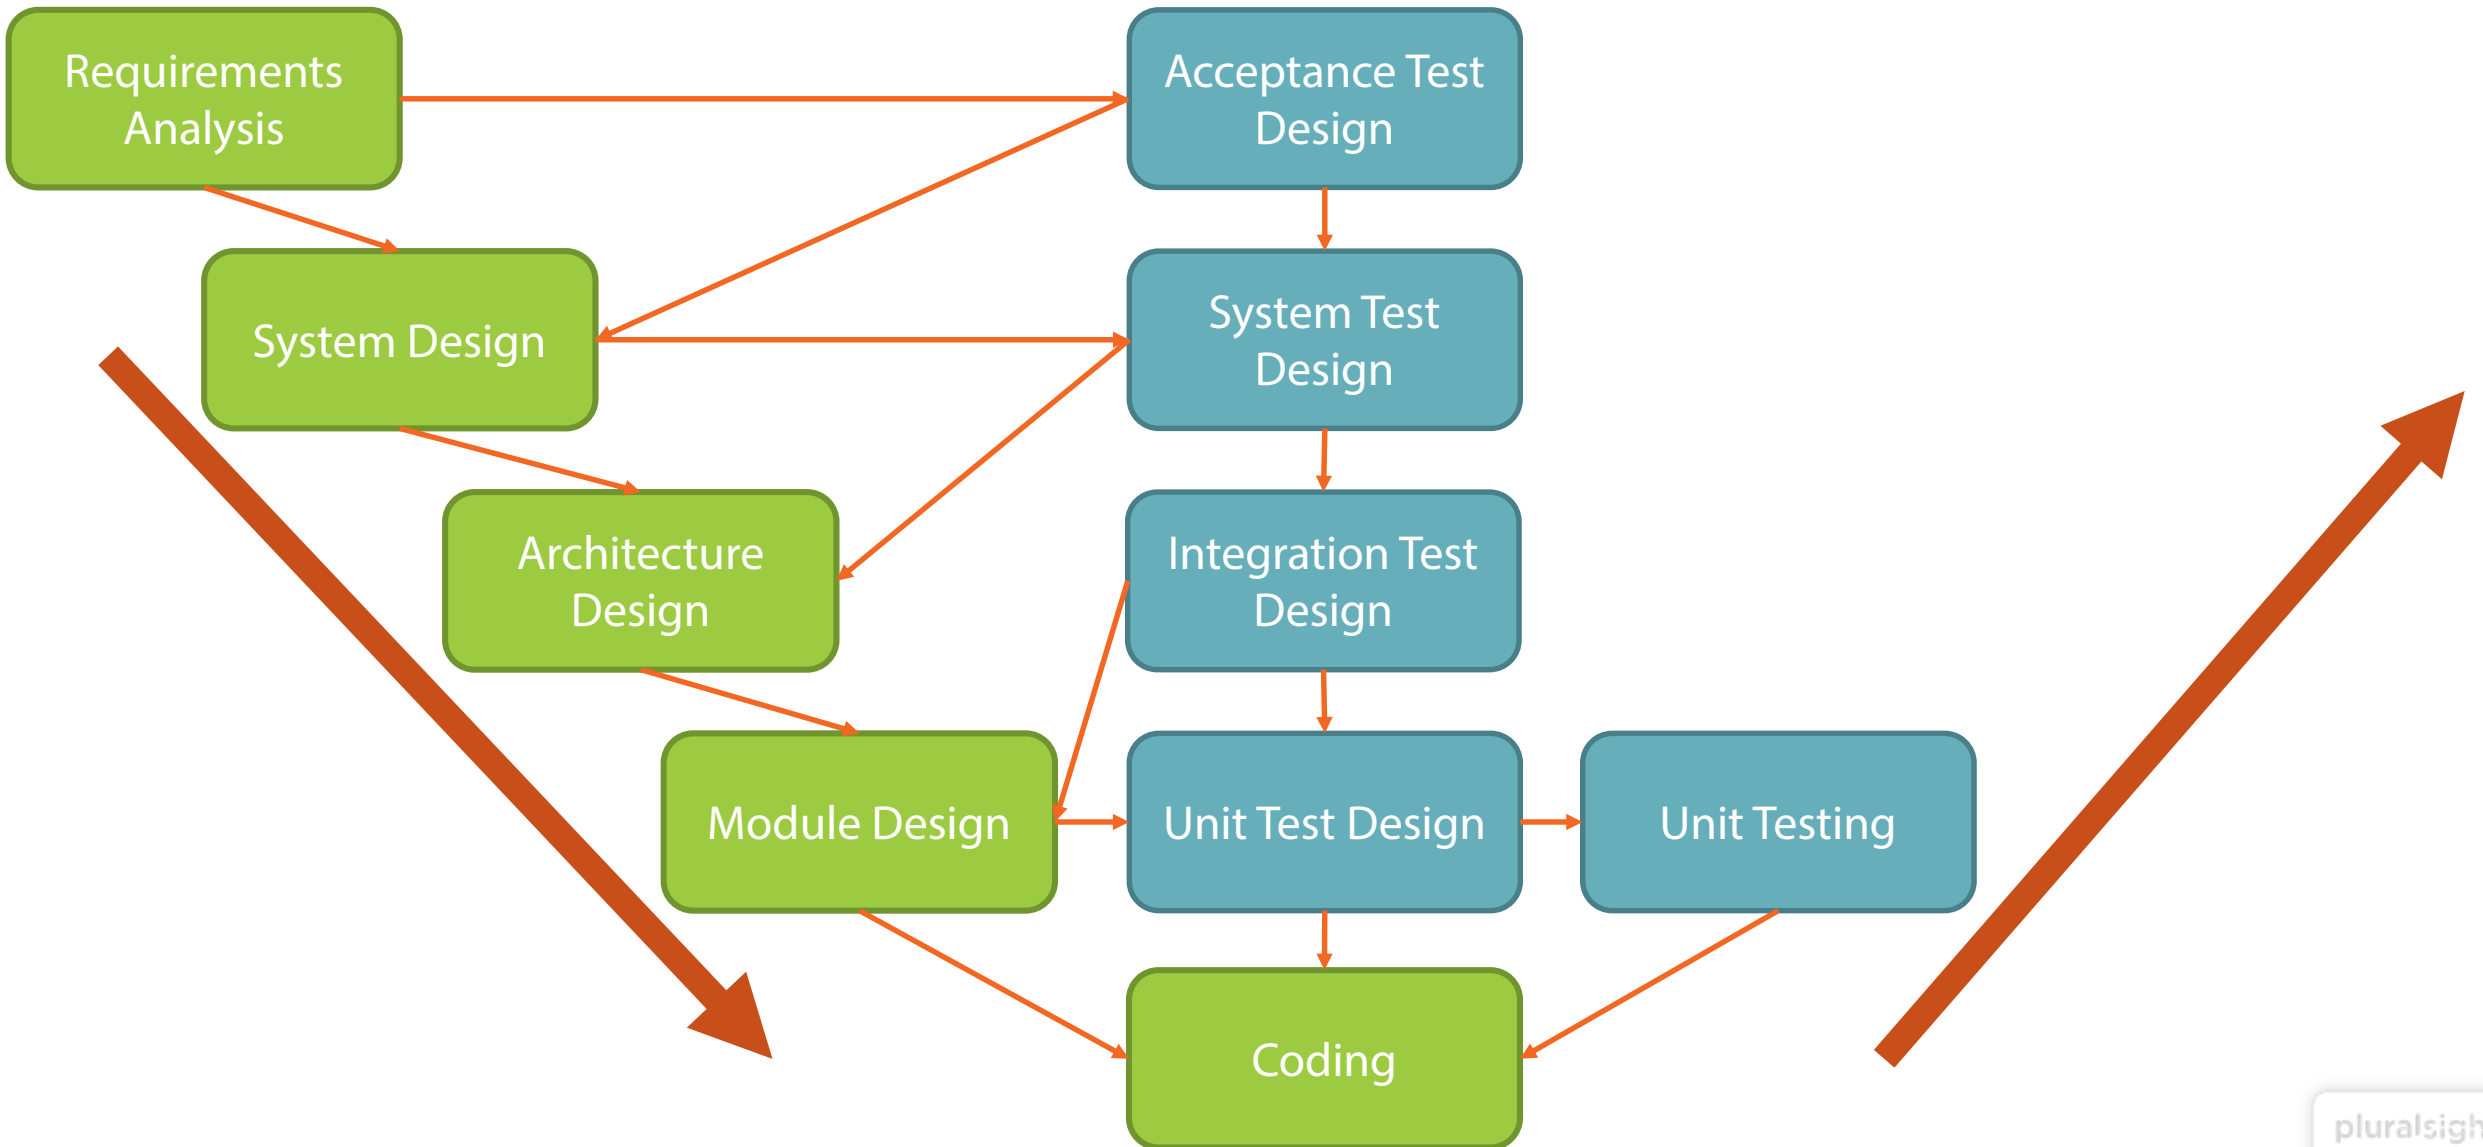 Requirements
Analysis
Acceptance Test
Design
System Design
System Test
Design
Architecture
Design
Integration Test
Design
Module Design
Unit Test Design
Unit Testing
Coding
pluralsigh